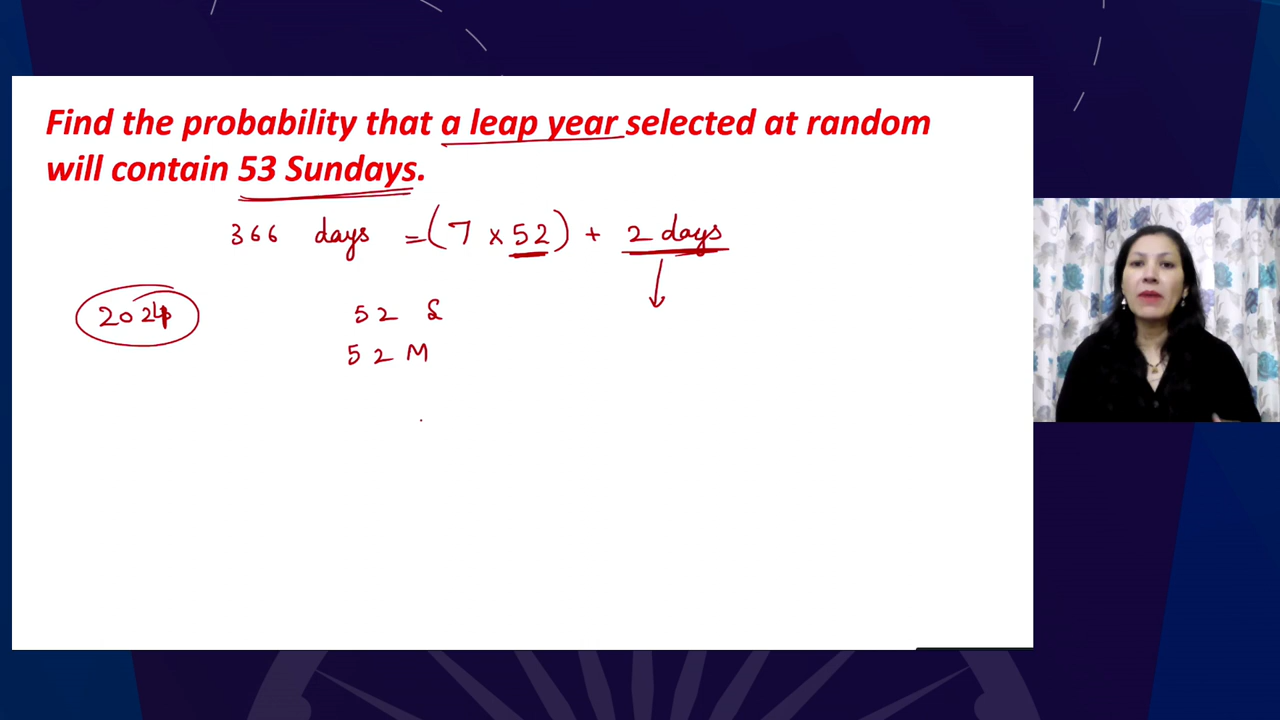 Find the probability that a leap year selected at random
will contain 53 Sundays.
366 days = (7 × 52) + 2 days
2024
52 S
52 M